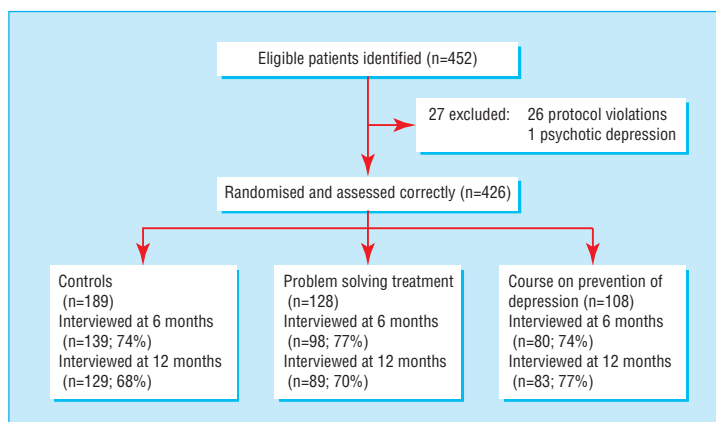 Eligible patients identified (n=452)
27 excluded: 26 protocol violations
1 psychotic depression
Randomised and assessed correctly (n=426)
Controls
(n=189)
Interviewed at 6 months
(n=139; 74%)
Interviewed at 12 months
(n=129; 68%)
Problem solving treatment
(n=128)
Interviewed at 6 months
(n=98; 77%)
Interviewed at 12 months
(n=89; 70%)
Course on prevention of
depression (n=108)
Interviewed at 6 months
(n=80; 74%)
Interviewed at 12 months
(n=83; 77%)